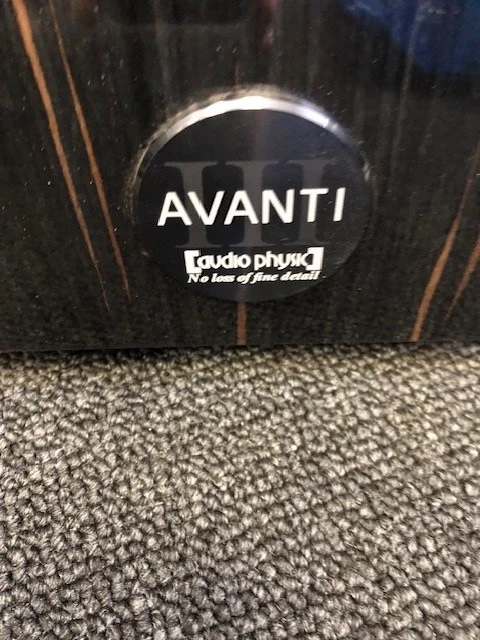 III
AVANTI
[audio physic]
No loss of fine detail